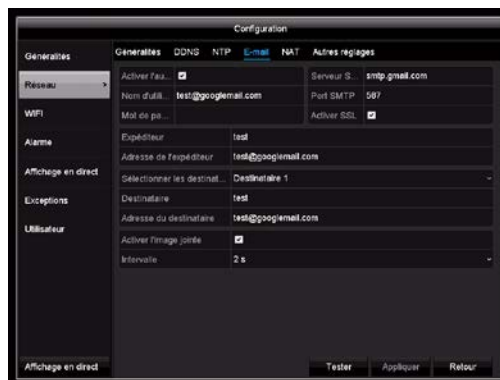 Configuration
Généralités
Réseau
WIFI
Alarme
Affichage en direct
Exceptions
Utilisateur
Affichage en direct
Généralités DDNS NTP E-mail NAT Autres réglages
Activer l'au...
Serveur S... smtp.gmail.com
Nom d'utili... test@googlemail.com
Port SMTP 587
Mot de pa...
Activer SSL
Expéditeur test
Adresse de l'expéditeur test@googlemail.com
Sélectionner les destinat... Destinataire 1
Destinataire test
Adresse du destinataire test@googlemail.com
Activer l'image jointe
Intervalle 2 s
Tester Appliquer Retour